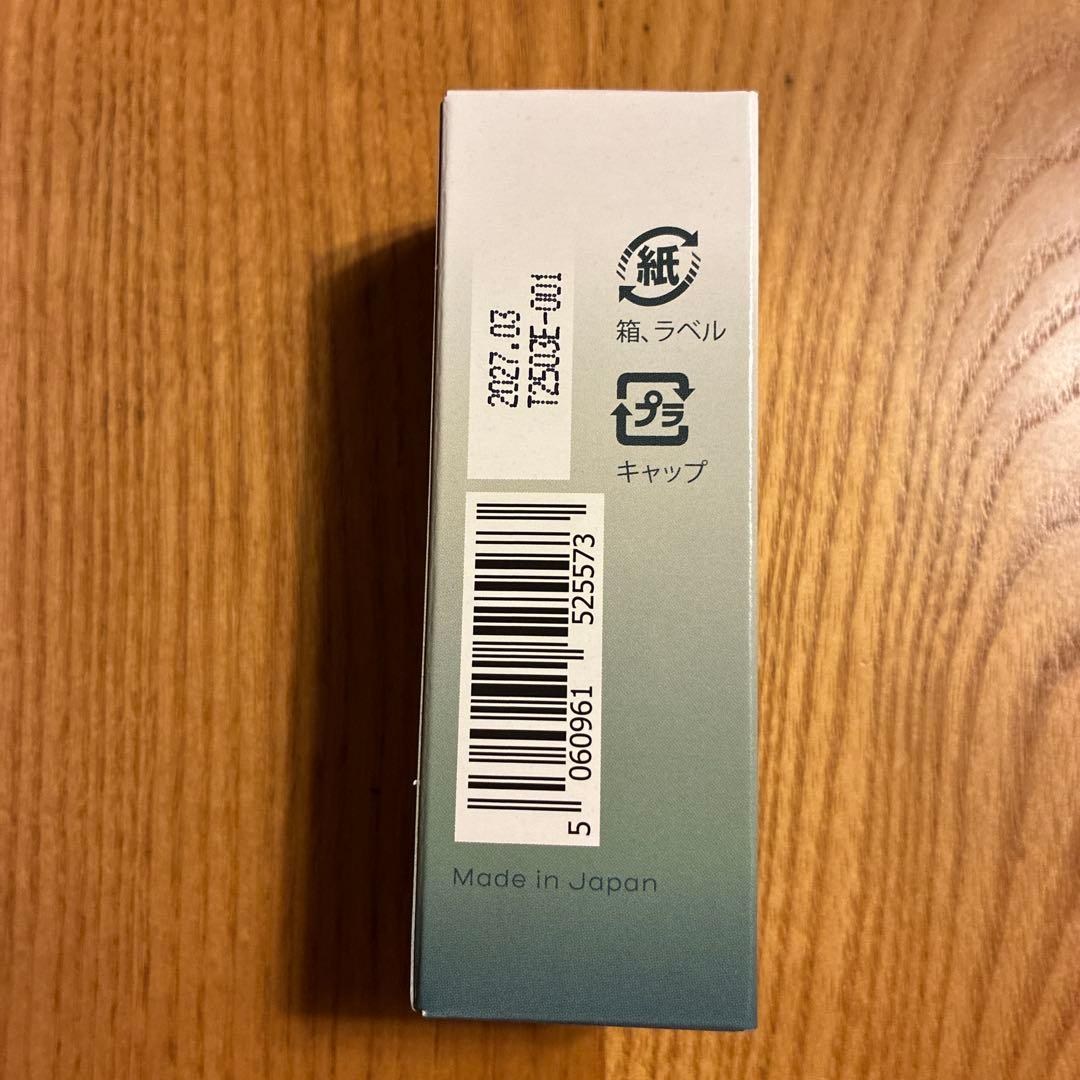 紙
箱、ラベル
プラ
キャップ
2027.03
T2503E-001
5 060961 525573
Made in Japan